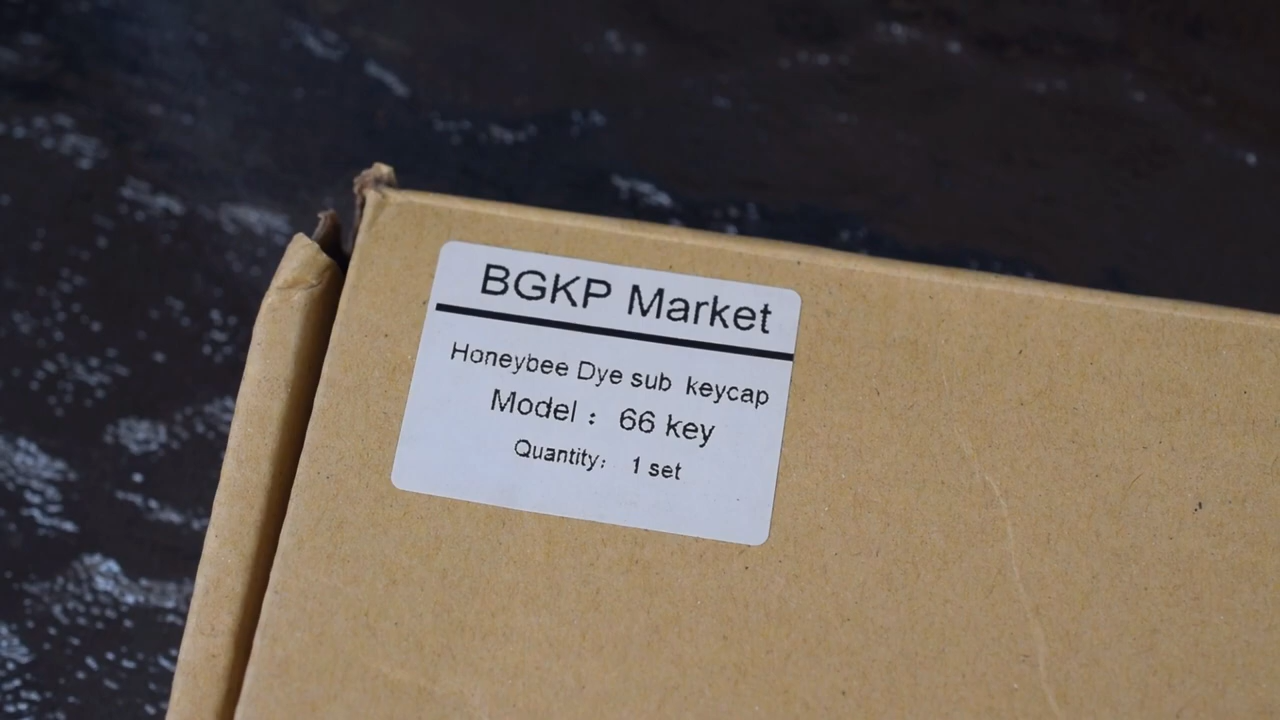 BGKP Market
Honeybee Dye sub keycap
Model： 66 key
Quantity： 1 set